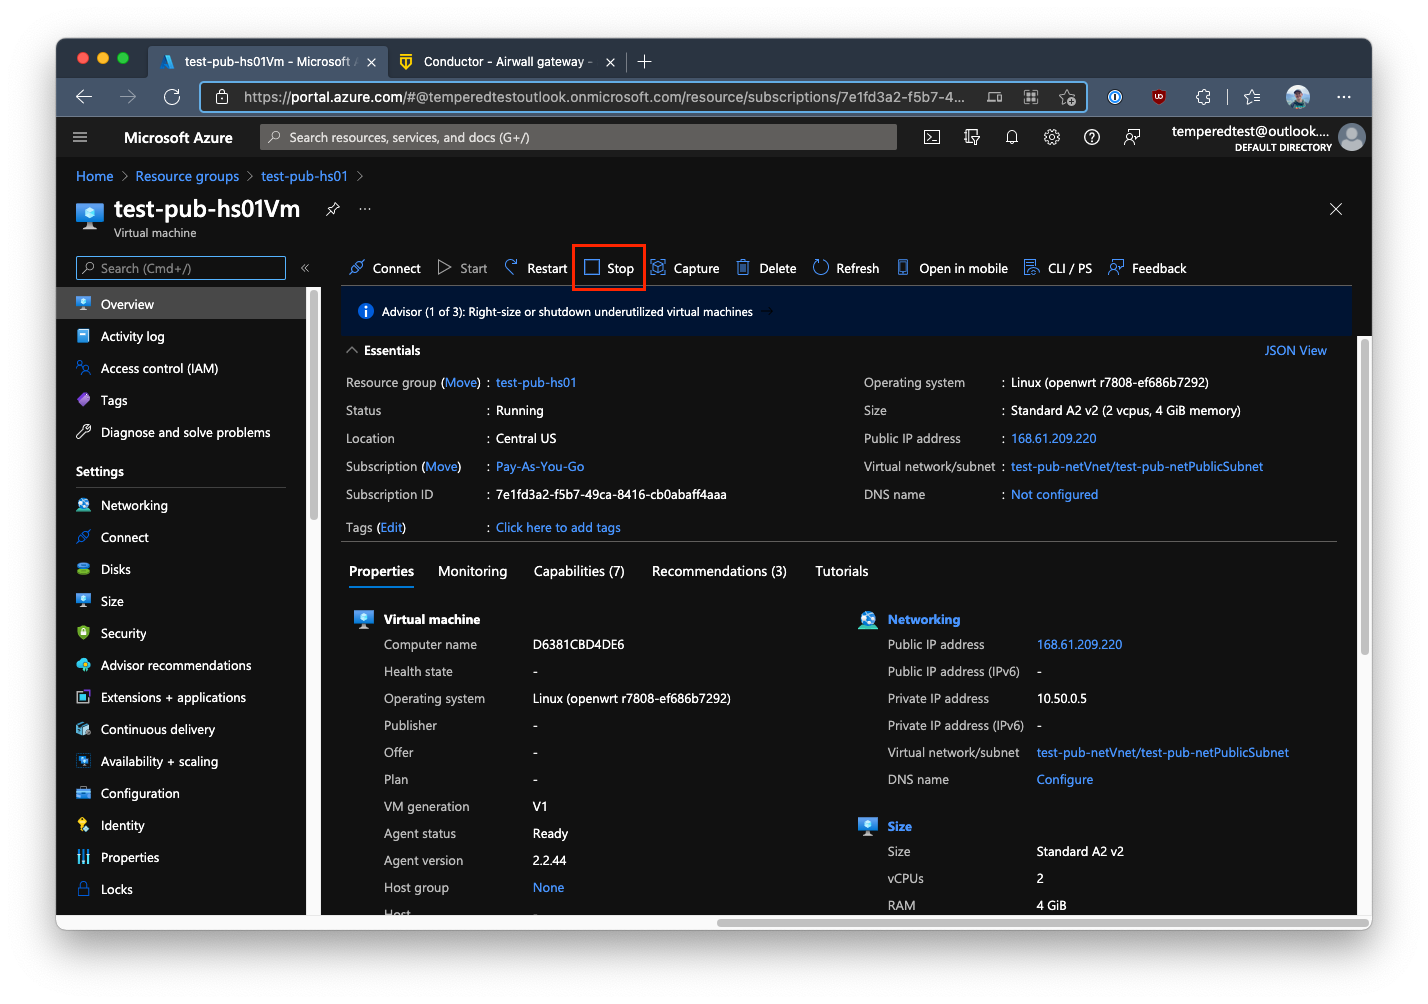 test-pub-hs01Vm - Microsoft A
Conductor - Airwall gateway -
https://portal.azure.com/#@temperedtestoutlook.onmicrosoft.com/resource/subscriptions/7e1fd3a2-f5b7-4...
Microsoft Azure
Search resources, services, and docs (G+/)
temperedtest@outlook....
DEFAULT DIRECTORY
Home > Resource groups > test-pub-hs01 >
test-pub-hs01Vm
...
Virtual machine
Search (Cmd+/)
«
Connect Start Restart Stop Capture Delete Refresh Open in mobile CLI / PS Feedback
Advisor (1 of 3): Right-size or shutdown underutilized virtual machines →
Overview
Activity log
Access control (IAM)
Tags
Diagnose and solve problems
Settings
Networking
Connect
Disks
Size
Security
Advisor recommendations
Extensions + applications
Continuous delivery
Availability + scaling
Configuration
Identity
Properties
Locks
Essentials
JSON View
Resource group (Move) : test-pub-hs01
Status : Running
Location : Central US
Subscription (Move) : Pay-As-You-Go
Subscription ID : 7e1fd3a2-f5b7-49ca-8416-cb0abaff4aaa
Tags (Edit) : Click here to add tags
Operating system : Linux (openwrt r7808-ef686b7292)
Size : Standard A2 v2 (2 vcpus, 4 GiB memory)
Public IP address : 168.61.209.220
Virtual network/subnet : test-pub-netVnet/test-pub-netPublicSubnet
DNS name : Not configured
Properties Monitoring Capabilities (7) Recommendations (3) Tutorials
Virtual machine
Computer name D6381CBD4DE6
Health state -
Operating system Linux (openwrt r7808-ef686b7292)
Publisher -
Offer -
Plan -
VM generation V1
Agent status Ready
Agent version 2.2.44
Host group None
Host -
Networking
Public IP address 168.61.209.220
Public IP address (IPv6) -
Private IP address 10.50.0.5
Private IP address (IPv6) -
Virtual network/subnet test-pub-netVnet/test-pub-netPublicSubnet
DNS name Configure
Size
Size Standard A2 v2
vCPUs 2
RAM 4 GiB